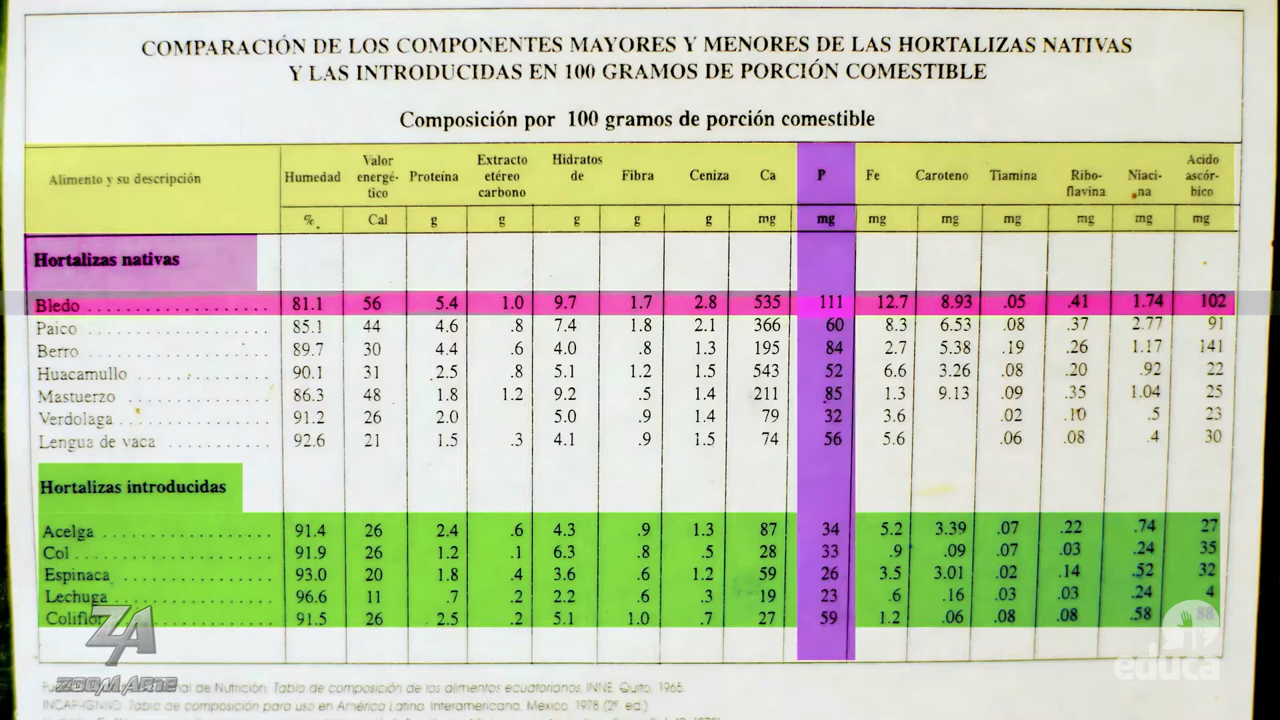 COMPARACIÓN DE LOS COMPONENTES MAYORES Y MENORES DE LAS HORTALIZAS NATIVAS
Y LAS INTRODUCIDAS EN 100 GRAMOS DE PORCIÓN COMESTIBLE
Composición por 100 gramos de porción comestible
Alimento y su descripción Humedad Valor energé-tico Proteína Extracto etéreo carbono Hidratos de Fibra Ceniza Ca P Fe Caroteno Tiamina Ribo-flavina Niaci-na Acido ascór-bico
% Cal g g g g g mg mg mg mg mg mg mg mg
Hortalizas nativas
Bledo 81.1 56 5.4 1.0 9.7 1.7 2.8 535 111 12.7 8.93 .05 .41 1.74 102
Paico 85.1 44 4.6 .8 7.4 1.8 2.1 366 60 8.3 6.53 .08 .37 2.77 91
Berro 89.7 30 4.4 .6 4.0 .8 1.3 195 84 2.7 5.38 .19 .26 1.17 141
Huacamullo 90.1 31 2.5 .8 5.1 1.2 1.5 543 52 6.6 3.26 .08 .20 .92 22
Mastuerzo 86.3 48 1.8 1.2 9.2 .5 1.4 211 85 1.3 9.13 .09 .35 1.04 25
Verdolaga 91.2 26 2.0 5.0 .9 1.4 79 32 3.6 .02 .10 .5 23
Lengua de vaca 92.6 21 1.5 .3 4.1 .9 1.5 74 56 5.6 .06 .08 .4 30
Hortalizas introducidas
Acelga 91.4 26 2.4 .6 4.3 .9 1.3 87 34 5.2 3.39 .07 .22 .74 27
Col 91.9 26 1.2 .1 6.3 .8 .5 28 33 .9 .09 .07 .03 .24 35
Espinaca 93.0 20 1.8 .4 3.6 .6 1.2 59 26 3.5 3.01 .02 .14 .52 32
Lechuga 96.6 11 .7 .2 2.2 .6 .3 19 23 .6 .16 .03 .03 .24 4
Coliflor 91.5 26 2.5 .2 5.1 1.0 .7 27 59 1.2 .06 .08 .08 .58 88
ZA
ZOOM ARTE
educa
al de Nutrición: Tabla de composición de los alimentos ecuatorianos. INNE. Quito, 1965.
Tabla de composición para uso en América Latina. Interamericana. México. 1978 (2ª ed.)